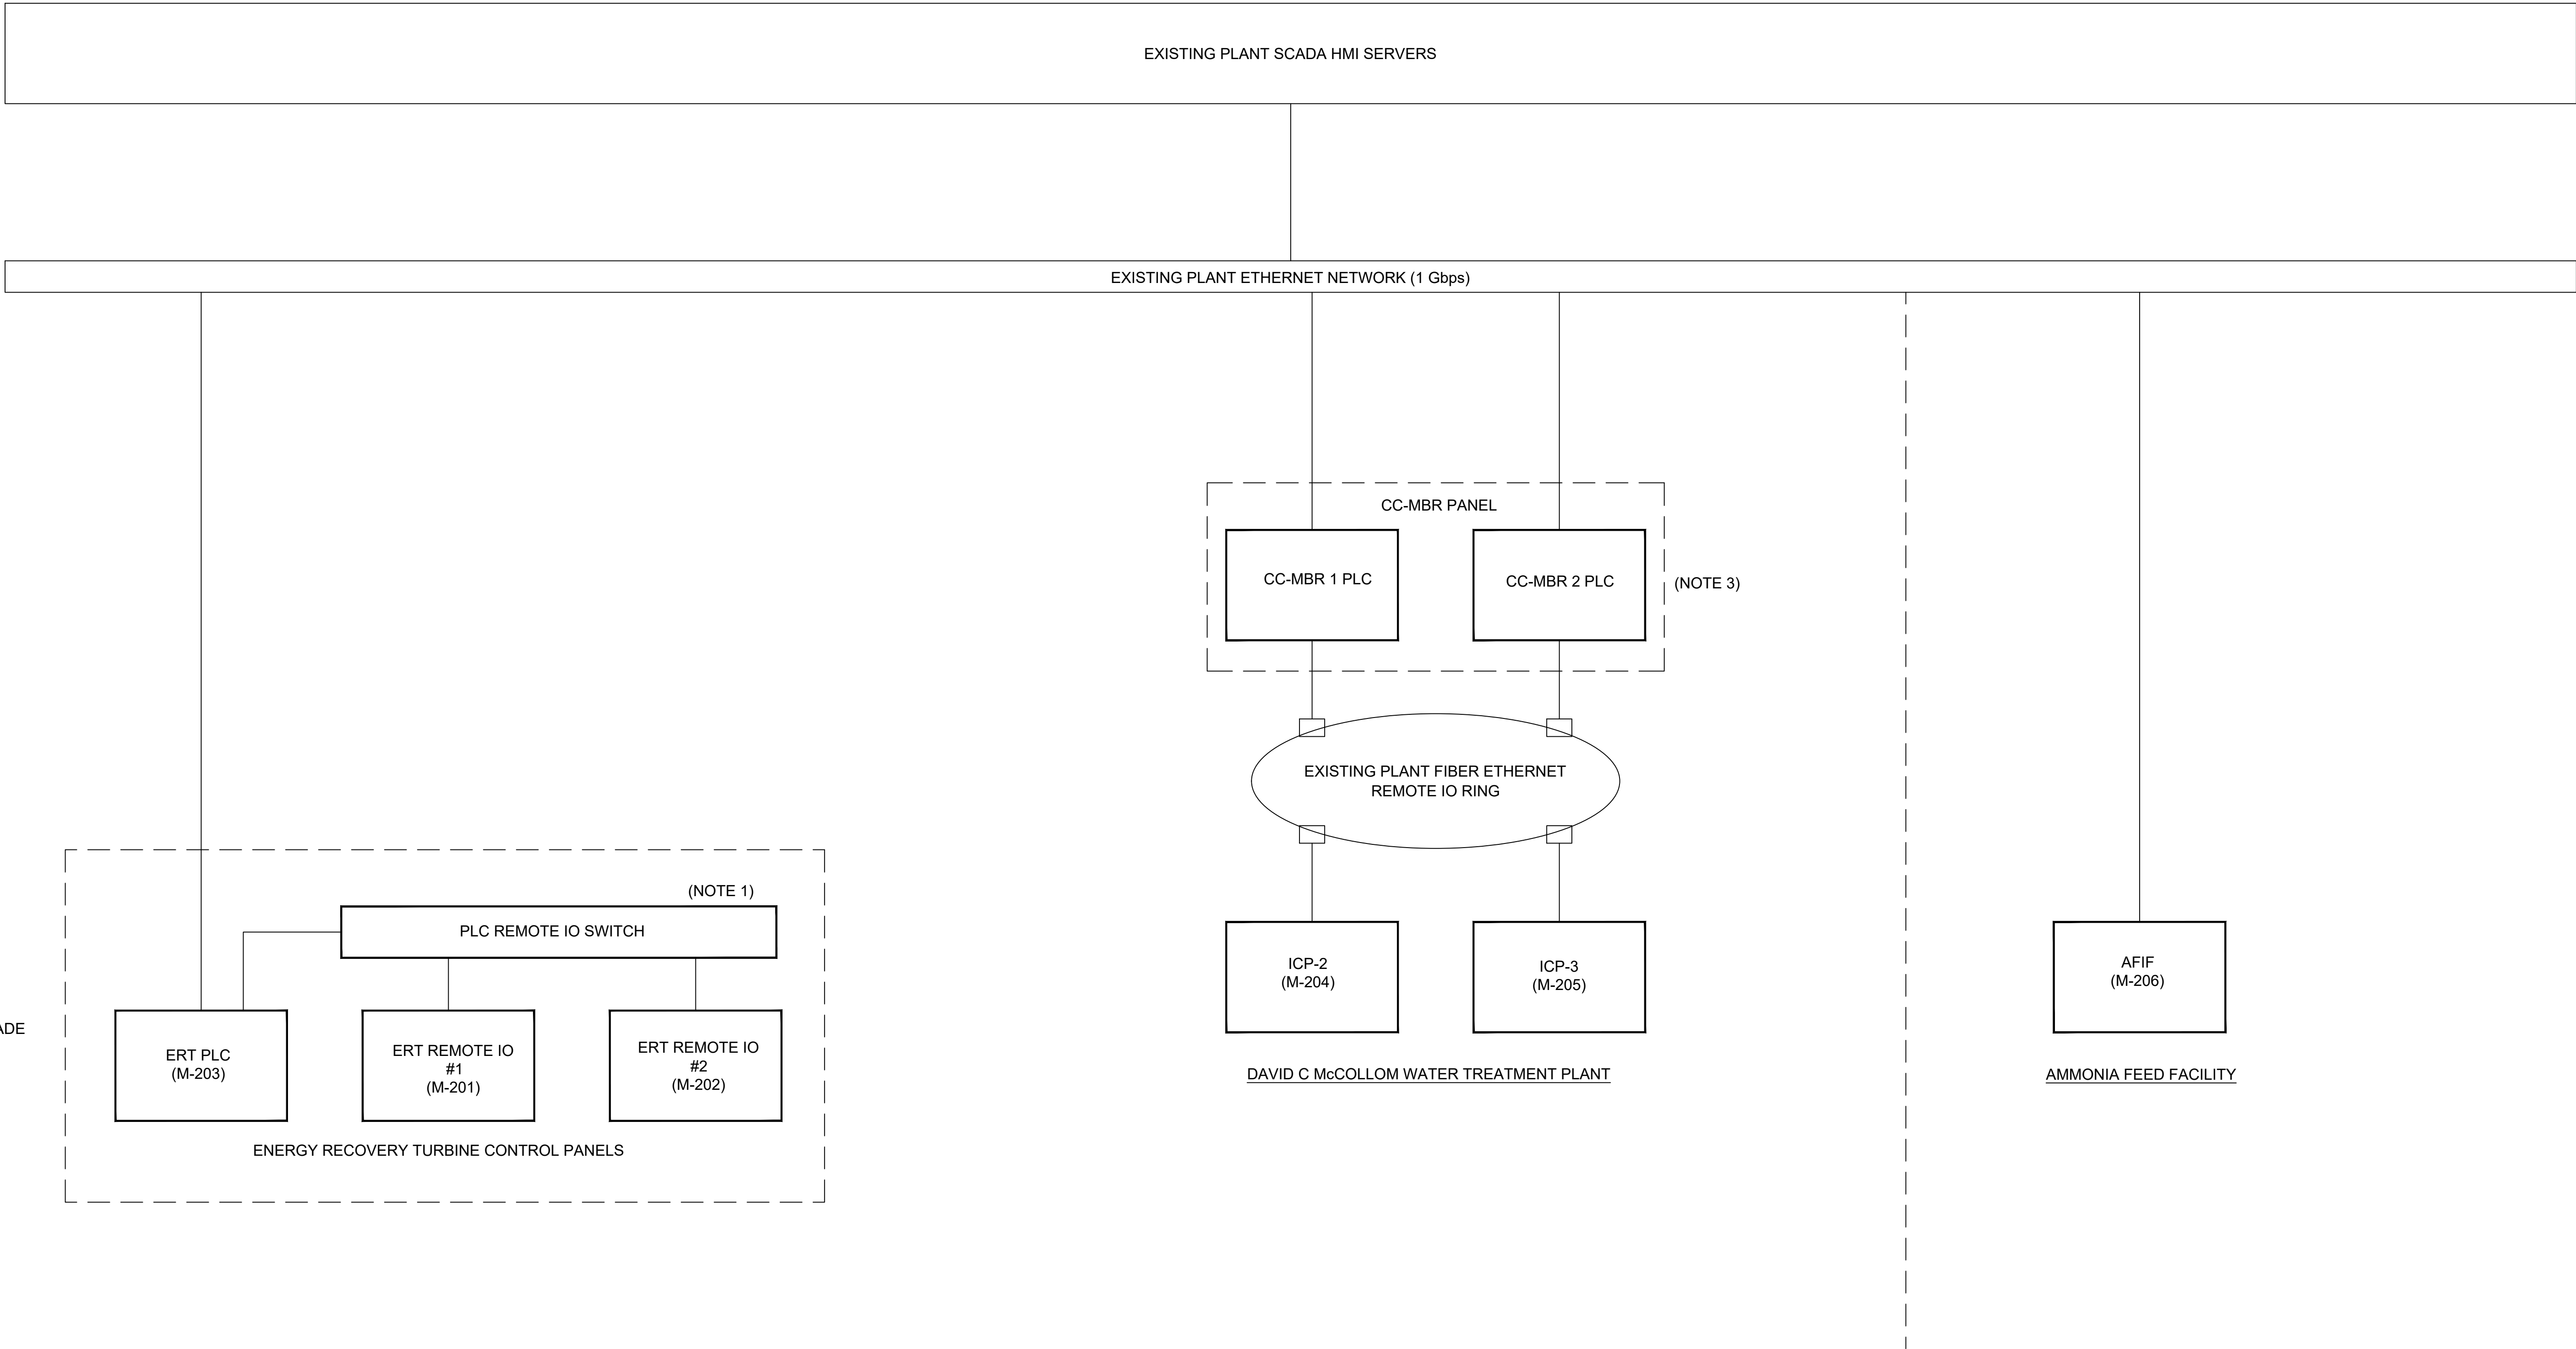 EXISTING PLANT SCADA HMI SERVERS
EXISTING PLANT ETHERNET NETWORK (1 Gbps)
CC-MBR PANEL
CC-MBR 1 PLC
CC-MBR 2 PLC
(NOTE 3)
EXISTING PLANT FIBER ETHERNET
REMOTE IO RING
(NOTE 1)
PLC REMOTE IO SWITCH
ADE
ERT PLC
(M-203)
ERT REMOTE IO
#1
(M-201)
ERT REMOTE IO
#2
(M-202)
ENERGY RECOVERY TURBINE CONTROL PANELS
ICP-2
(M-204)
ICP-3
(M-205)
DAVID C McCOLLOM WATER TREATMENT PLANT
AFIF
(M-206)
AMMONIA FEED FACILITY